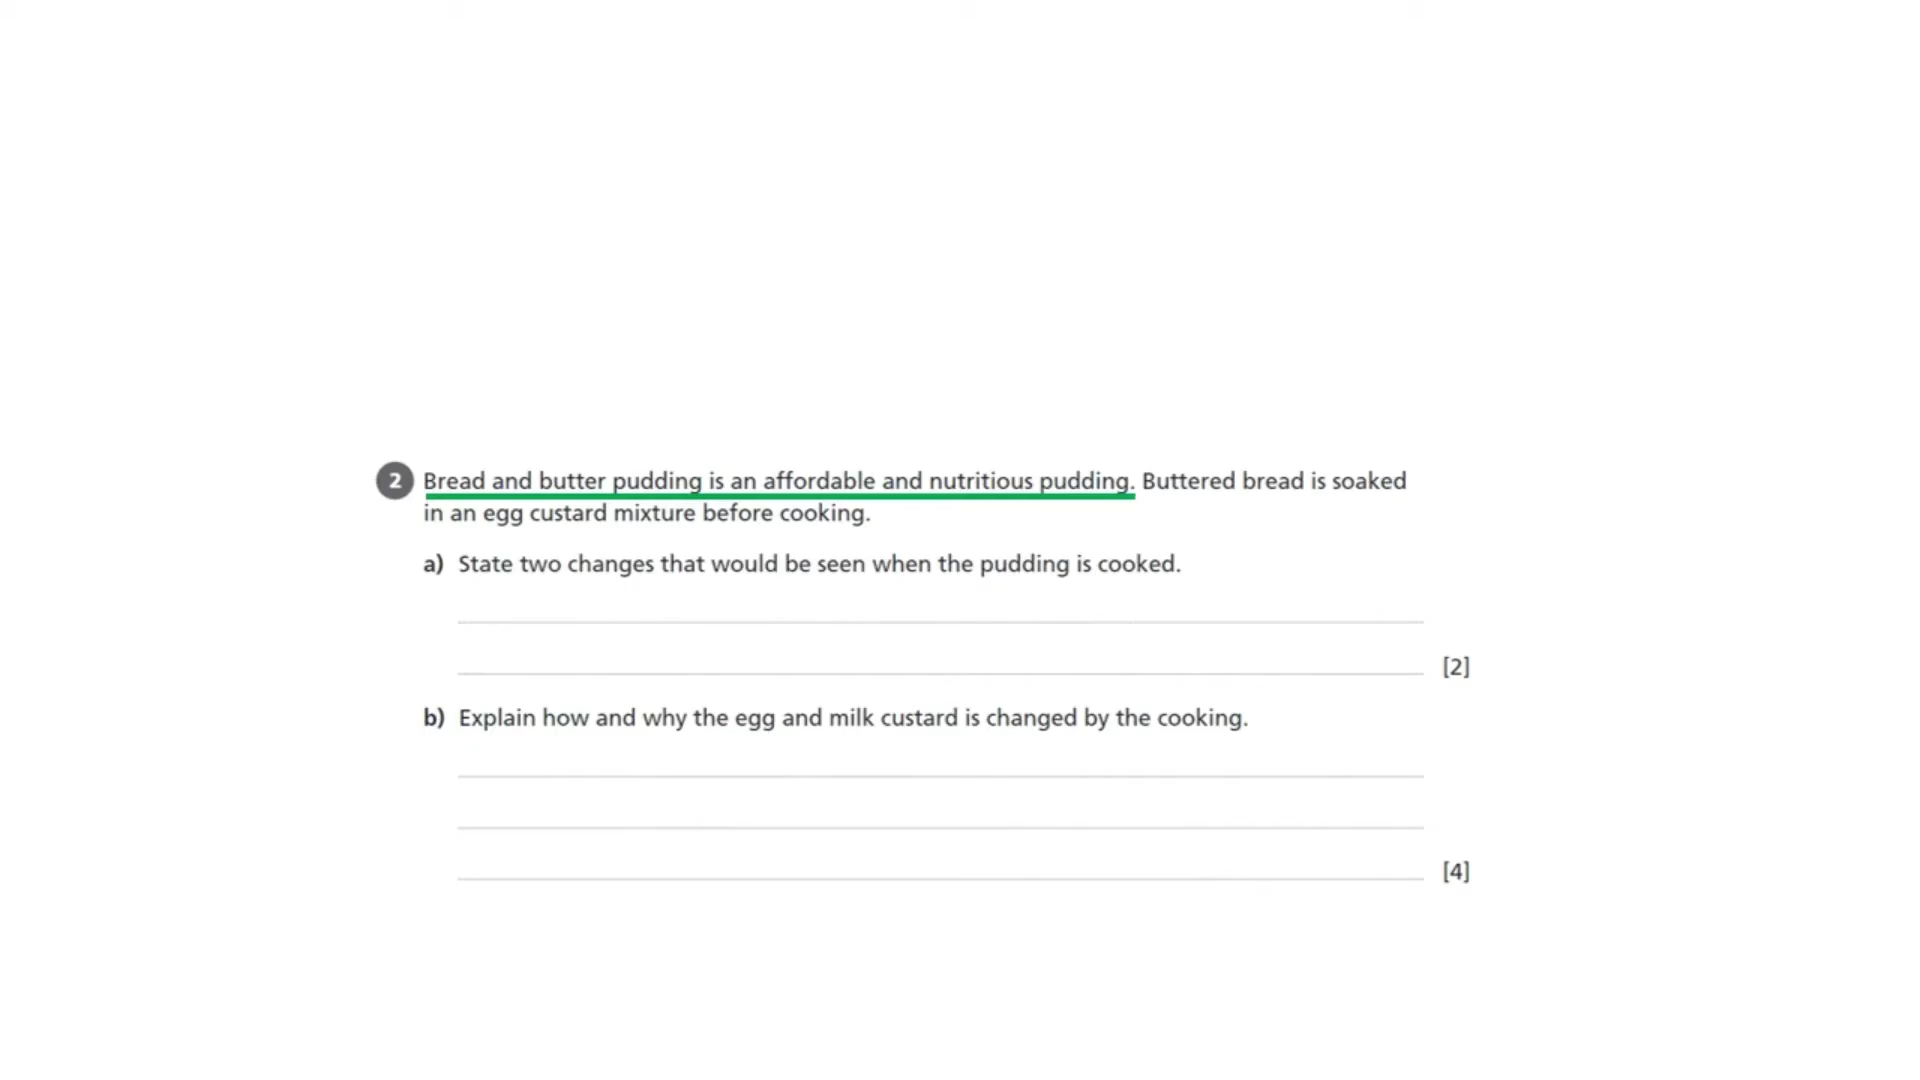 2 Bread and butter pudding is an affordable and nutritious pudding. Buttered bread is soaked
in an egg custard mixture before cooking.
a) State two changes that would be seen when the pudding is cooked.
[2]
b) Explain how and why the egg and milk custard is changed by the cooking.
[4]